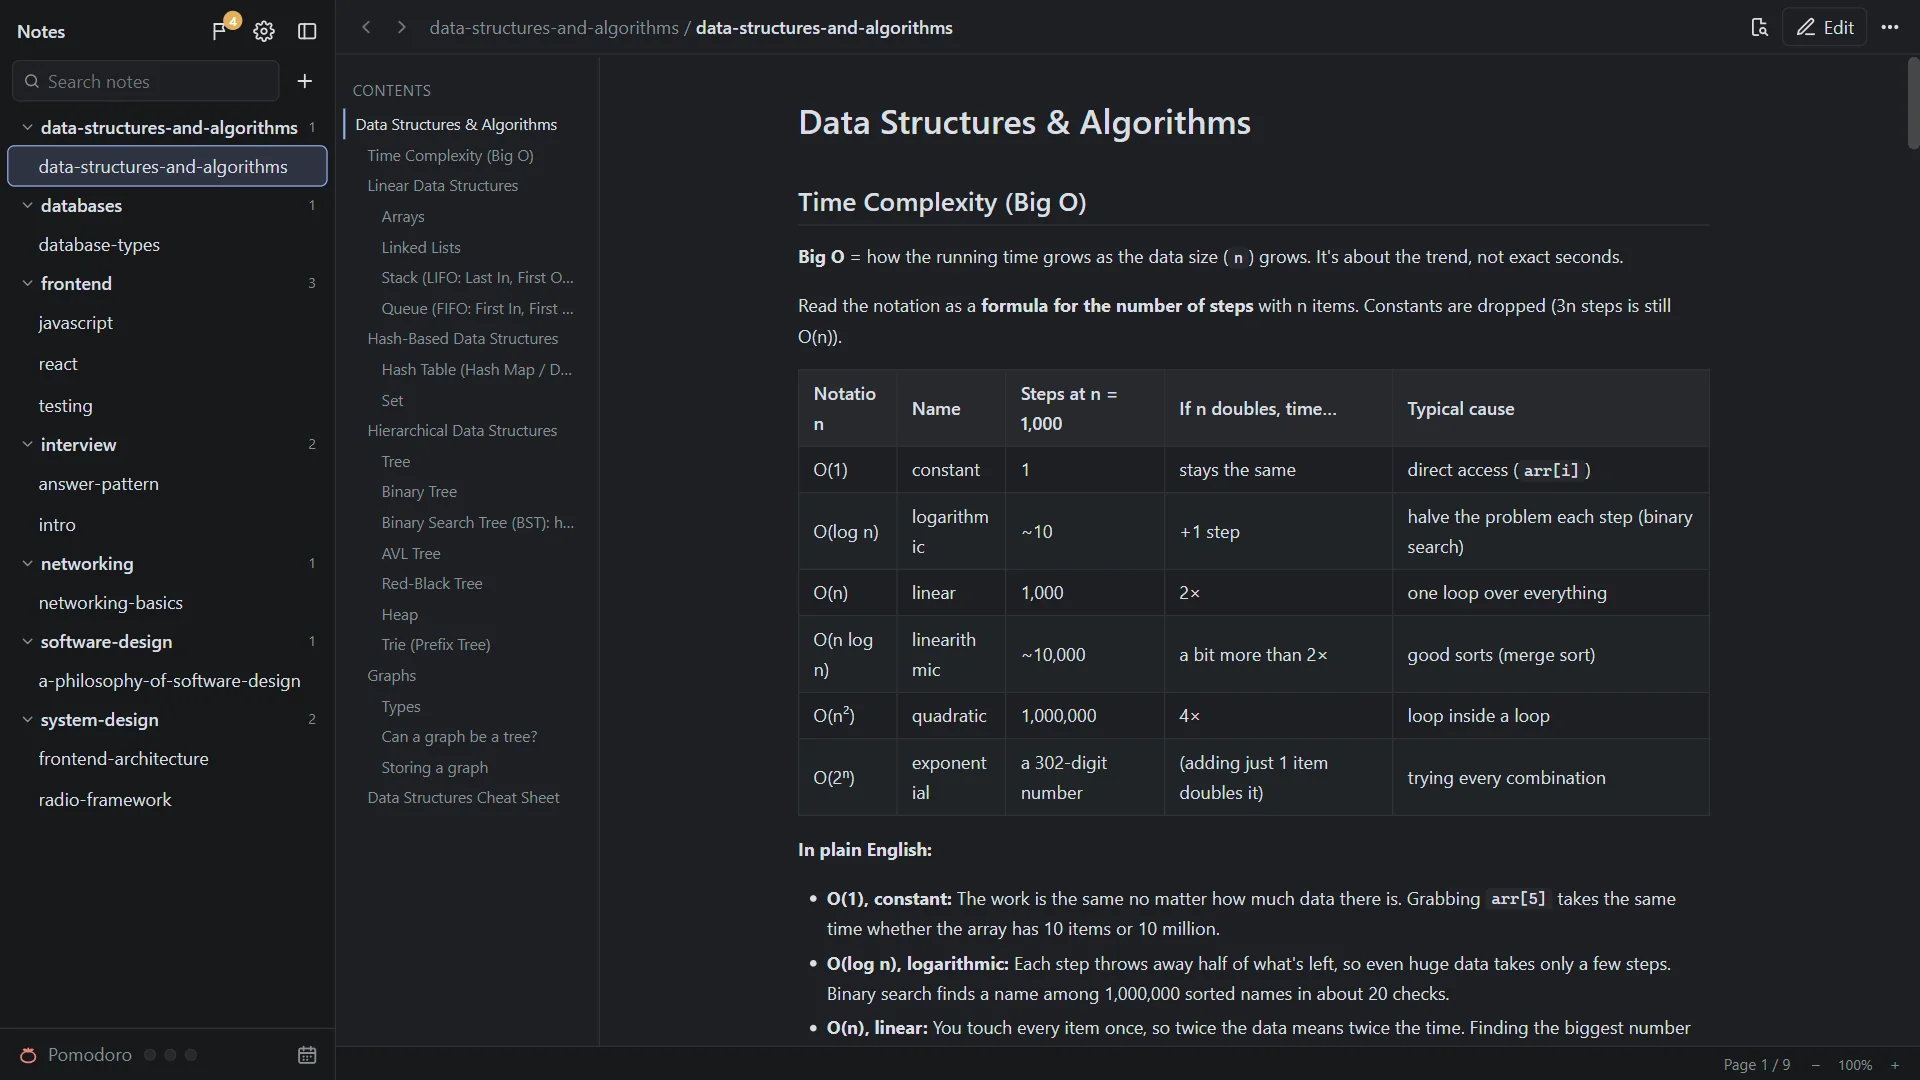 Notes
4
Search notes
data-structures-and-algorithms 1
data-structures-and-algorithms
databases 1
database-types
frontend 3
javascript
react
testing
interview 2
answer-pattern
intro
networking 1
networking-basics
software-design 1
a-philosophy-of-software-design
system-design 2
frontend-architecture
radio-framework
Pomodoro
data-structures-and-algorithms / data-structures-and-algorithms
Edit
CONTENTS
Data Structures & Algorithms
Time Complexity (Big O)
Linear Data Structures
Arrays
Linked Lists
Stack (LIFO: Last In, First O...
Queue (FIFO: First In, First ...
Hash-Based Data Structures
Hash Table (Hash Map / D...
Set
Hierarchical Data Structures
Tree
Binary Tree
Binary Search Tree (BST): h...
AVL Tree
Red-Black Tree
Heap
Trie (Prefix Tree)
Graphs
Types
Can a graph be a tree?
Storing a graph
Data Structures Cheat Sheet
Data Structures & Algorithms
Time Complexity (Big O)
Big O = how the running time grows as the data size ( n ) grows. It's about the trend, not exact seconds.
Read the notation as a formula for the number of steps with n items. Constants are dropped (3n steps is still
O(n)).
Notatio
n
Name
Steps at n =
1,000
If n doubles, time...
Typical cause
O(1) constant 1 stays the same direct access ( arr[i] )
O(log n)
logarithm
ic
~10
+1 step
halve the problem each step (binary
search)
O(n) linear 1,000 2× one loop over everything
O(n log
n)
linearith
mic
~10,000
a bit more than 2×
good sorts (merge sort)
O(n²) quadratic 1,000,000 4× loop inside a loop
O(2ⁿ)
exponent
ial
a 302-digit
number
(adding just 1 item
doubles it)
trying every combination
In plain English:
• O(1), constant: The work is the same no matter how much data there is. Grabbing arr[5] takes the same
time whether the array has 10 items or 10 million.
• O(log n), logarithmic: Each step throws away half of what's left, so even huge data takes only a few steps.
Binary search finds a name among 1,000,000 sorted names in about 20 checks.
• O(n), linear: You touch every item once, so twice the data means twice the time. Finding the biggest number
Page 1 / 9 − 100% +